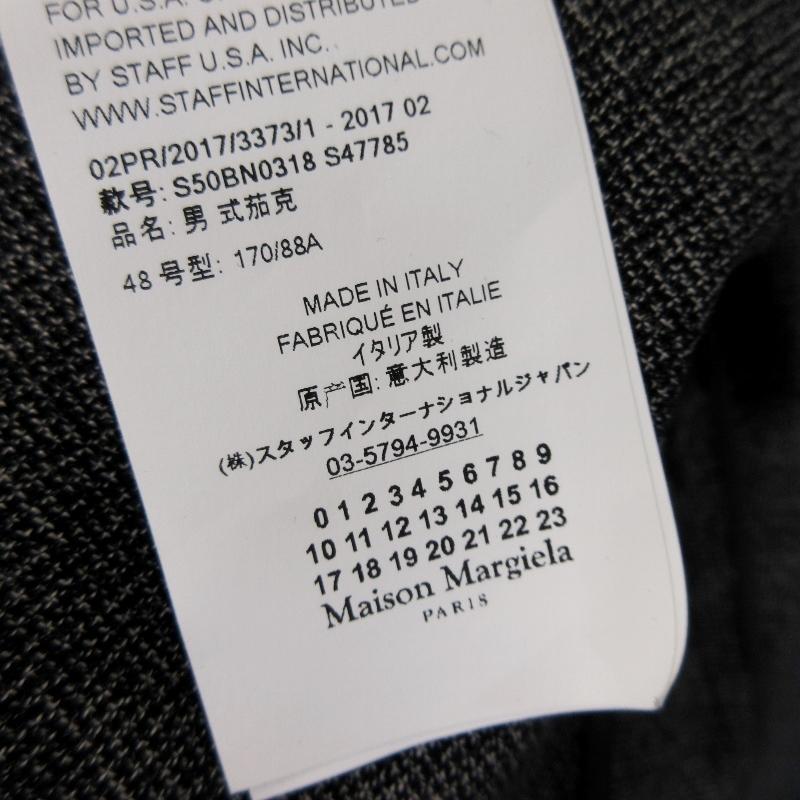 FOR U.S.A.
IMPORTED AND DISTRIBUTED
BY STAFF U.S.A. INC.
WWW.STAFFINTERNATIONAL.COM
02PR/2017/3373/1 - 2017 02
款号: S50BN0318 S47785
品名: 男 式茄克
48 号型: 170/88A
MADE IN ITALY
FABRIQUÉ EN ITALIE
イタリア製
原产国: 意大利製造
(株)スタッフインターナショナルジャパン
03-5794-9931
0 1 2 3 4 5 6 7 8 9
10 11 12 13 14 15 16
17 18 19 20 21 22 23
Maison Margiela
PARIS